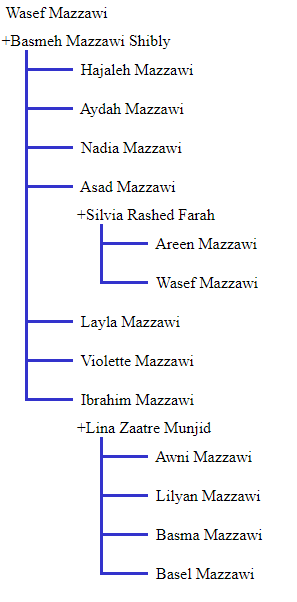 Wasef Mazzawi
+Basmeh Mazzawi Shibly
Hajaleh Mazzawi
Aydah Mazzawi
Nadia Mazzawi
Asad Mazzawi
+Silvia Rashed Farah
Areen Mazzawi
Wasef Mazzawi
Layla Mazzawi
Violette Mazzawi
Ibrahim Mazzawi
+Lina Zaatre Munjid
Awni Mazzawi
Lilyan Mazzawi
Basma Mazzawi
Basel Mazzawi